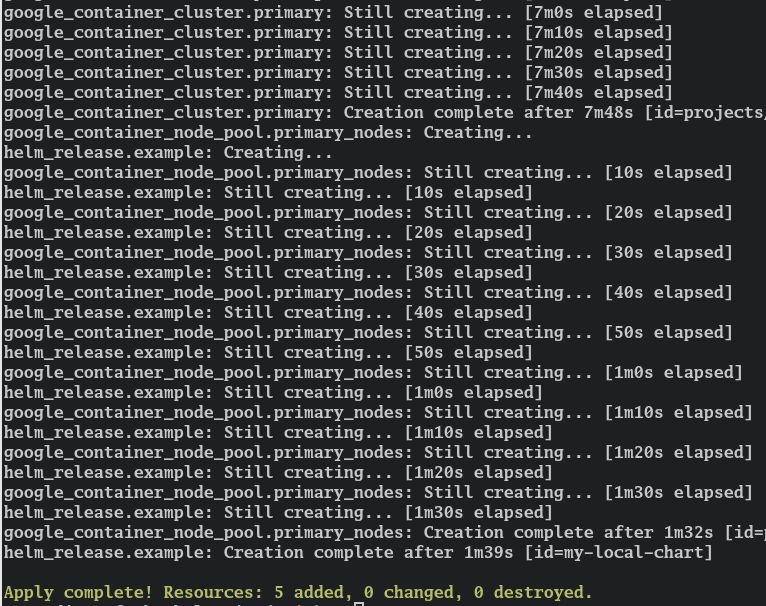 google_container_cluster.primary: Still creating... [7m0s elapsed]
google_container_cluster.primary: Still creating... [7m10s elapsed]
google_container_cluster.primary: Still creating... [7m20s elapsed]
google_container_cluster.primary: Still creating... [7m30s elapsed]
google_container_cluster.primary: Still creating... [7m40s elapsed]
google_container_cluster.primary: Creation complete after 7m48s [id=projects/
google_container_node_pool.primary_nodes: Creating...
helm_release.example: Creating...
google_container_node_pool.primary_nodes: Still creating... [10s elapsed]
helm_release.example: Still creating... [10s elapsed]
google_container_node_pool.primary_nodes: Still creating... [20s elapsed]
helm_release.example: Still creating... [20s elapsed]
google_container_node_pool.primary_nodes: Still creating... [30s elapsed]
helm_release.example: Still creating... [30s elapsed]
google_container_node_pool.primary_nodes: Still creating... [40s elapsed]
helm_release.example: Still creating... [40s elapsed]
google_container_node_pool.primary_nodes: Still creating... [50s elapsed]
helm_release.example: Still creating... [50s elapsed]
google_container_node_pool.primary_nodes: Still creating... [1m0s elapsed]
helm_release.example: Still creating... [1m0s elapsed]
google_container_node_pool.primary_nodes: Still creating... [1m10s elapsed]
helm_release.example: Still creating... [1m10s elapsed]
google_container_node_pool.primary_nodes: Still creating... [1m20s elapsed]
helm_release.example: Still creating... [1m20s elapsed]
google_container_node_pool.primary_nodes: Still creating... [1m30s elapsed]
helm_release.example: Still creating... [1m30s elapsed]
google_container_node_pool.primary_nodes: Creation complete after 1m32s [id=p
helm_release.example: Creation complete after 1m39s [id=my-local-chart]
Apply complete! Resources: 5 added, 0 changed, 0 destroyed.